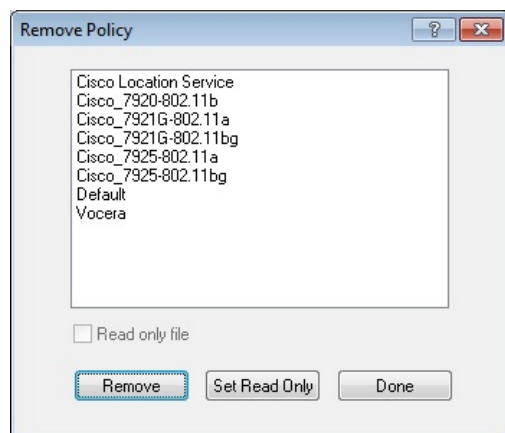 Remove Policy
Cisco Location Service
Cisco_7920-802.11b
Cisco_7921G-802.11a
Cisco_7921G-802.11bg
Cisco_7925-802.11a
Cisco_7925-802.11bg
Default
Vocera
Read only file
Remove Set Read Only Done